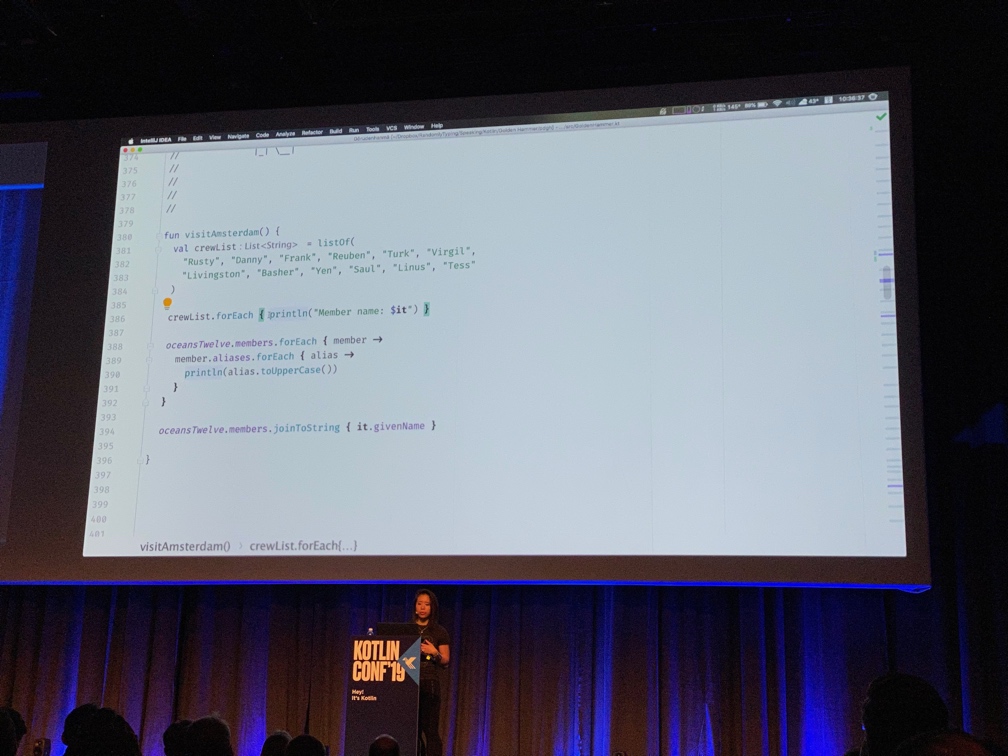 IntelliJ IDEA File Edit View Navigate Code Analyze Refactor Build Run Tools VCS Window Help 10:56:37
374 //
375 //
376 //
377 //
378 //
379
380 fun visitAmsterdam() {
381 val crewList: List<String> = listOf(
382 "Rusty", "Danny", "Frank", "Reuben", "Turk", "Virgil",
383 "Livingston", "Basher", "Yen", "Saul", "Linus", "Tess"
384 )
385
386 crewList.forEach { println("Member name: $it") }
387
388 oceansTwelve.members.forEach { member →
389 member.aliases.forEach { alias →
390 println(alias.toUpperCase())
391 }
392 }
393
394 oceansTwelve.members.joinToString { it.givenName }
395
396 }
397
398
399
400
401
visitAmsterdam() › crewList.forEach{...}
KOTLIN
CONF'19
Hey!
It's Kotlin